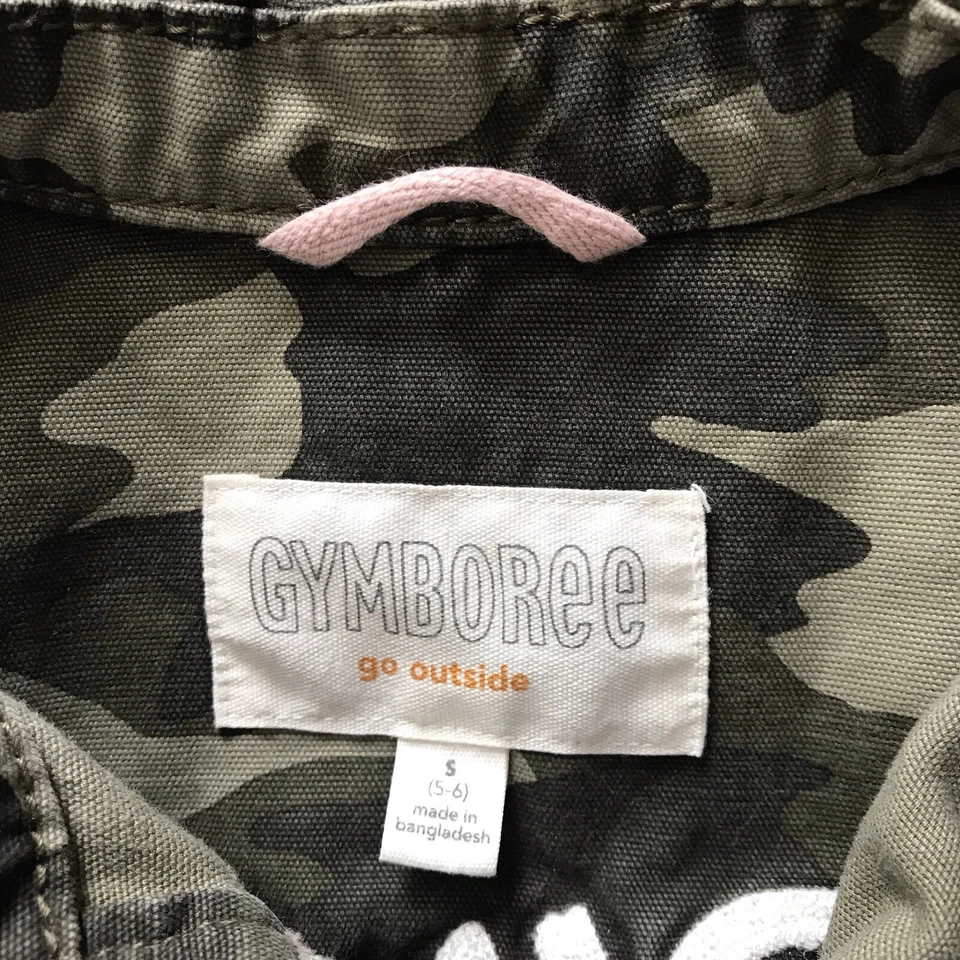 GYMBORee
go outside
S
(5-6)
made in
bangladesh